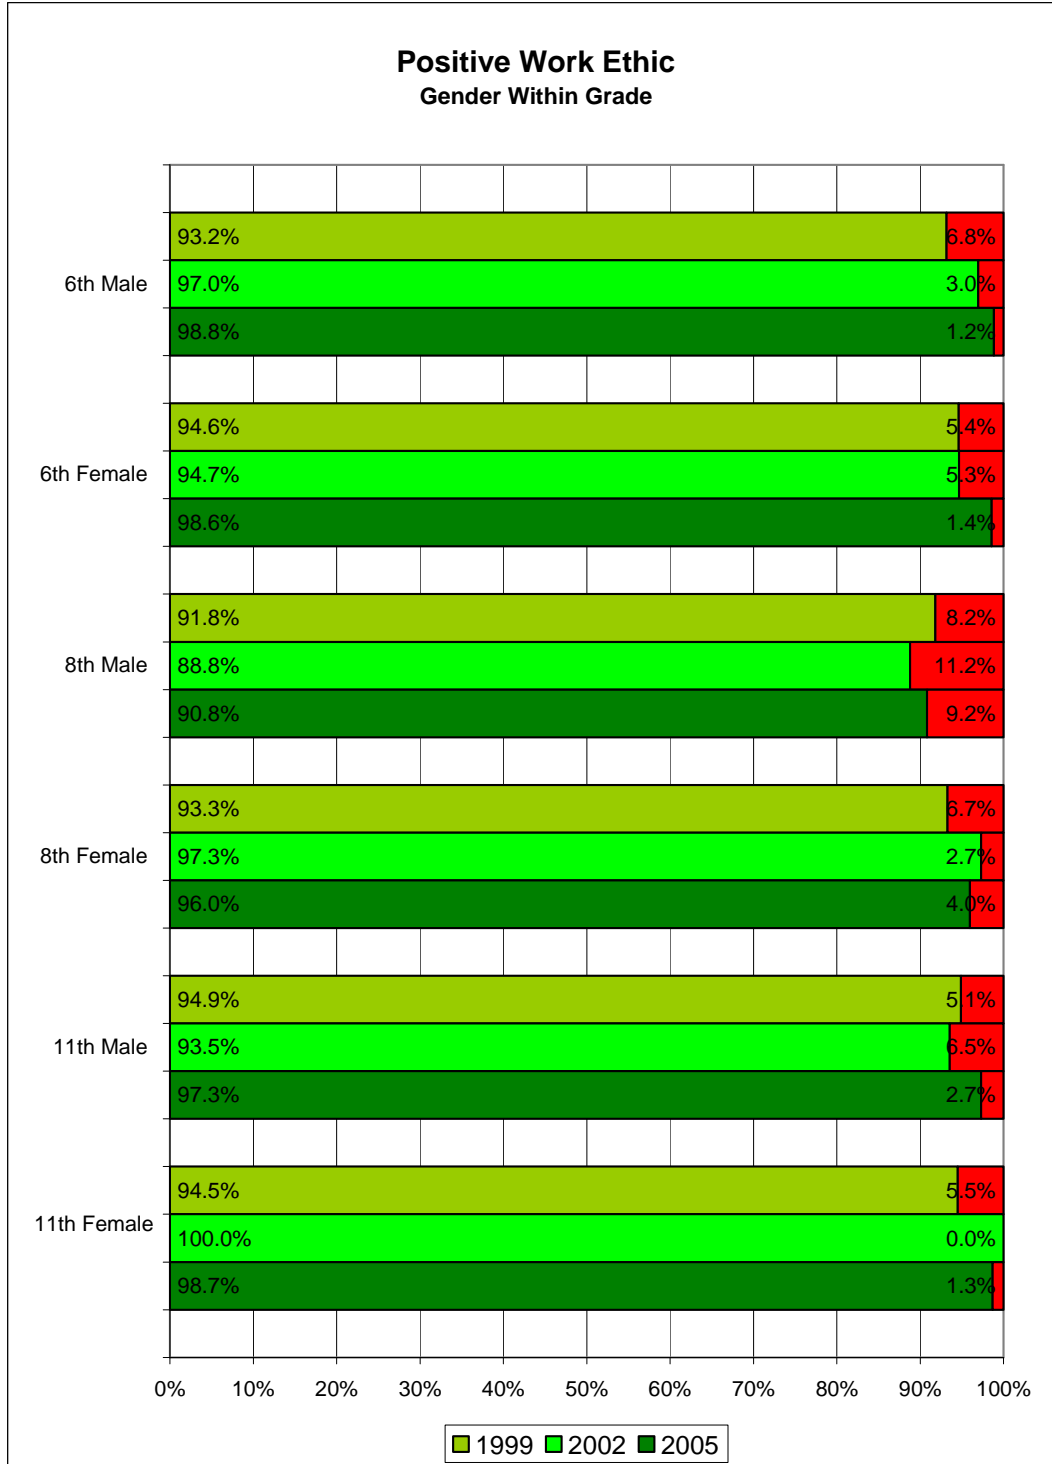 Positive Work Ethic
Gender Within Grade
93.2% 6.8%
6th Male 97.0% 3.0%
98.8% 1.2%
94.6% 5.4%
6th Female 94.7% 5.3%
98.6% 1.4%
91.8% 8.2%
8th Male 88.8% 11.2%
90.8% 9.2%
93.3% 6.7%
8th Female 97.3% 2.7%
96.0% 4.0%
94.9% 5.1%
11th Male 93.5% 6.5%
97.3% 2.7%
94.5% 5.5%
11th Female 100.0% 0.0%
98.7% 1.3%
0% 10% 20% 30% 40% 50% 60% 70% 80% 90% 100%
1999 2002 2005